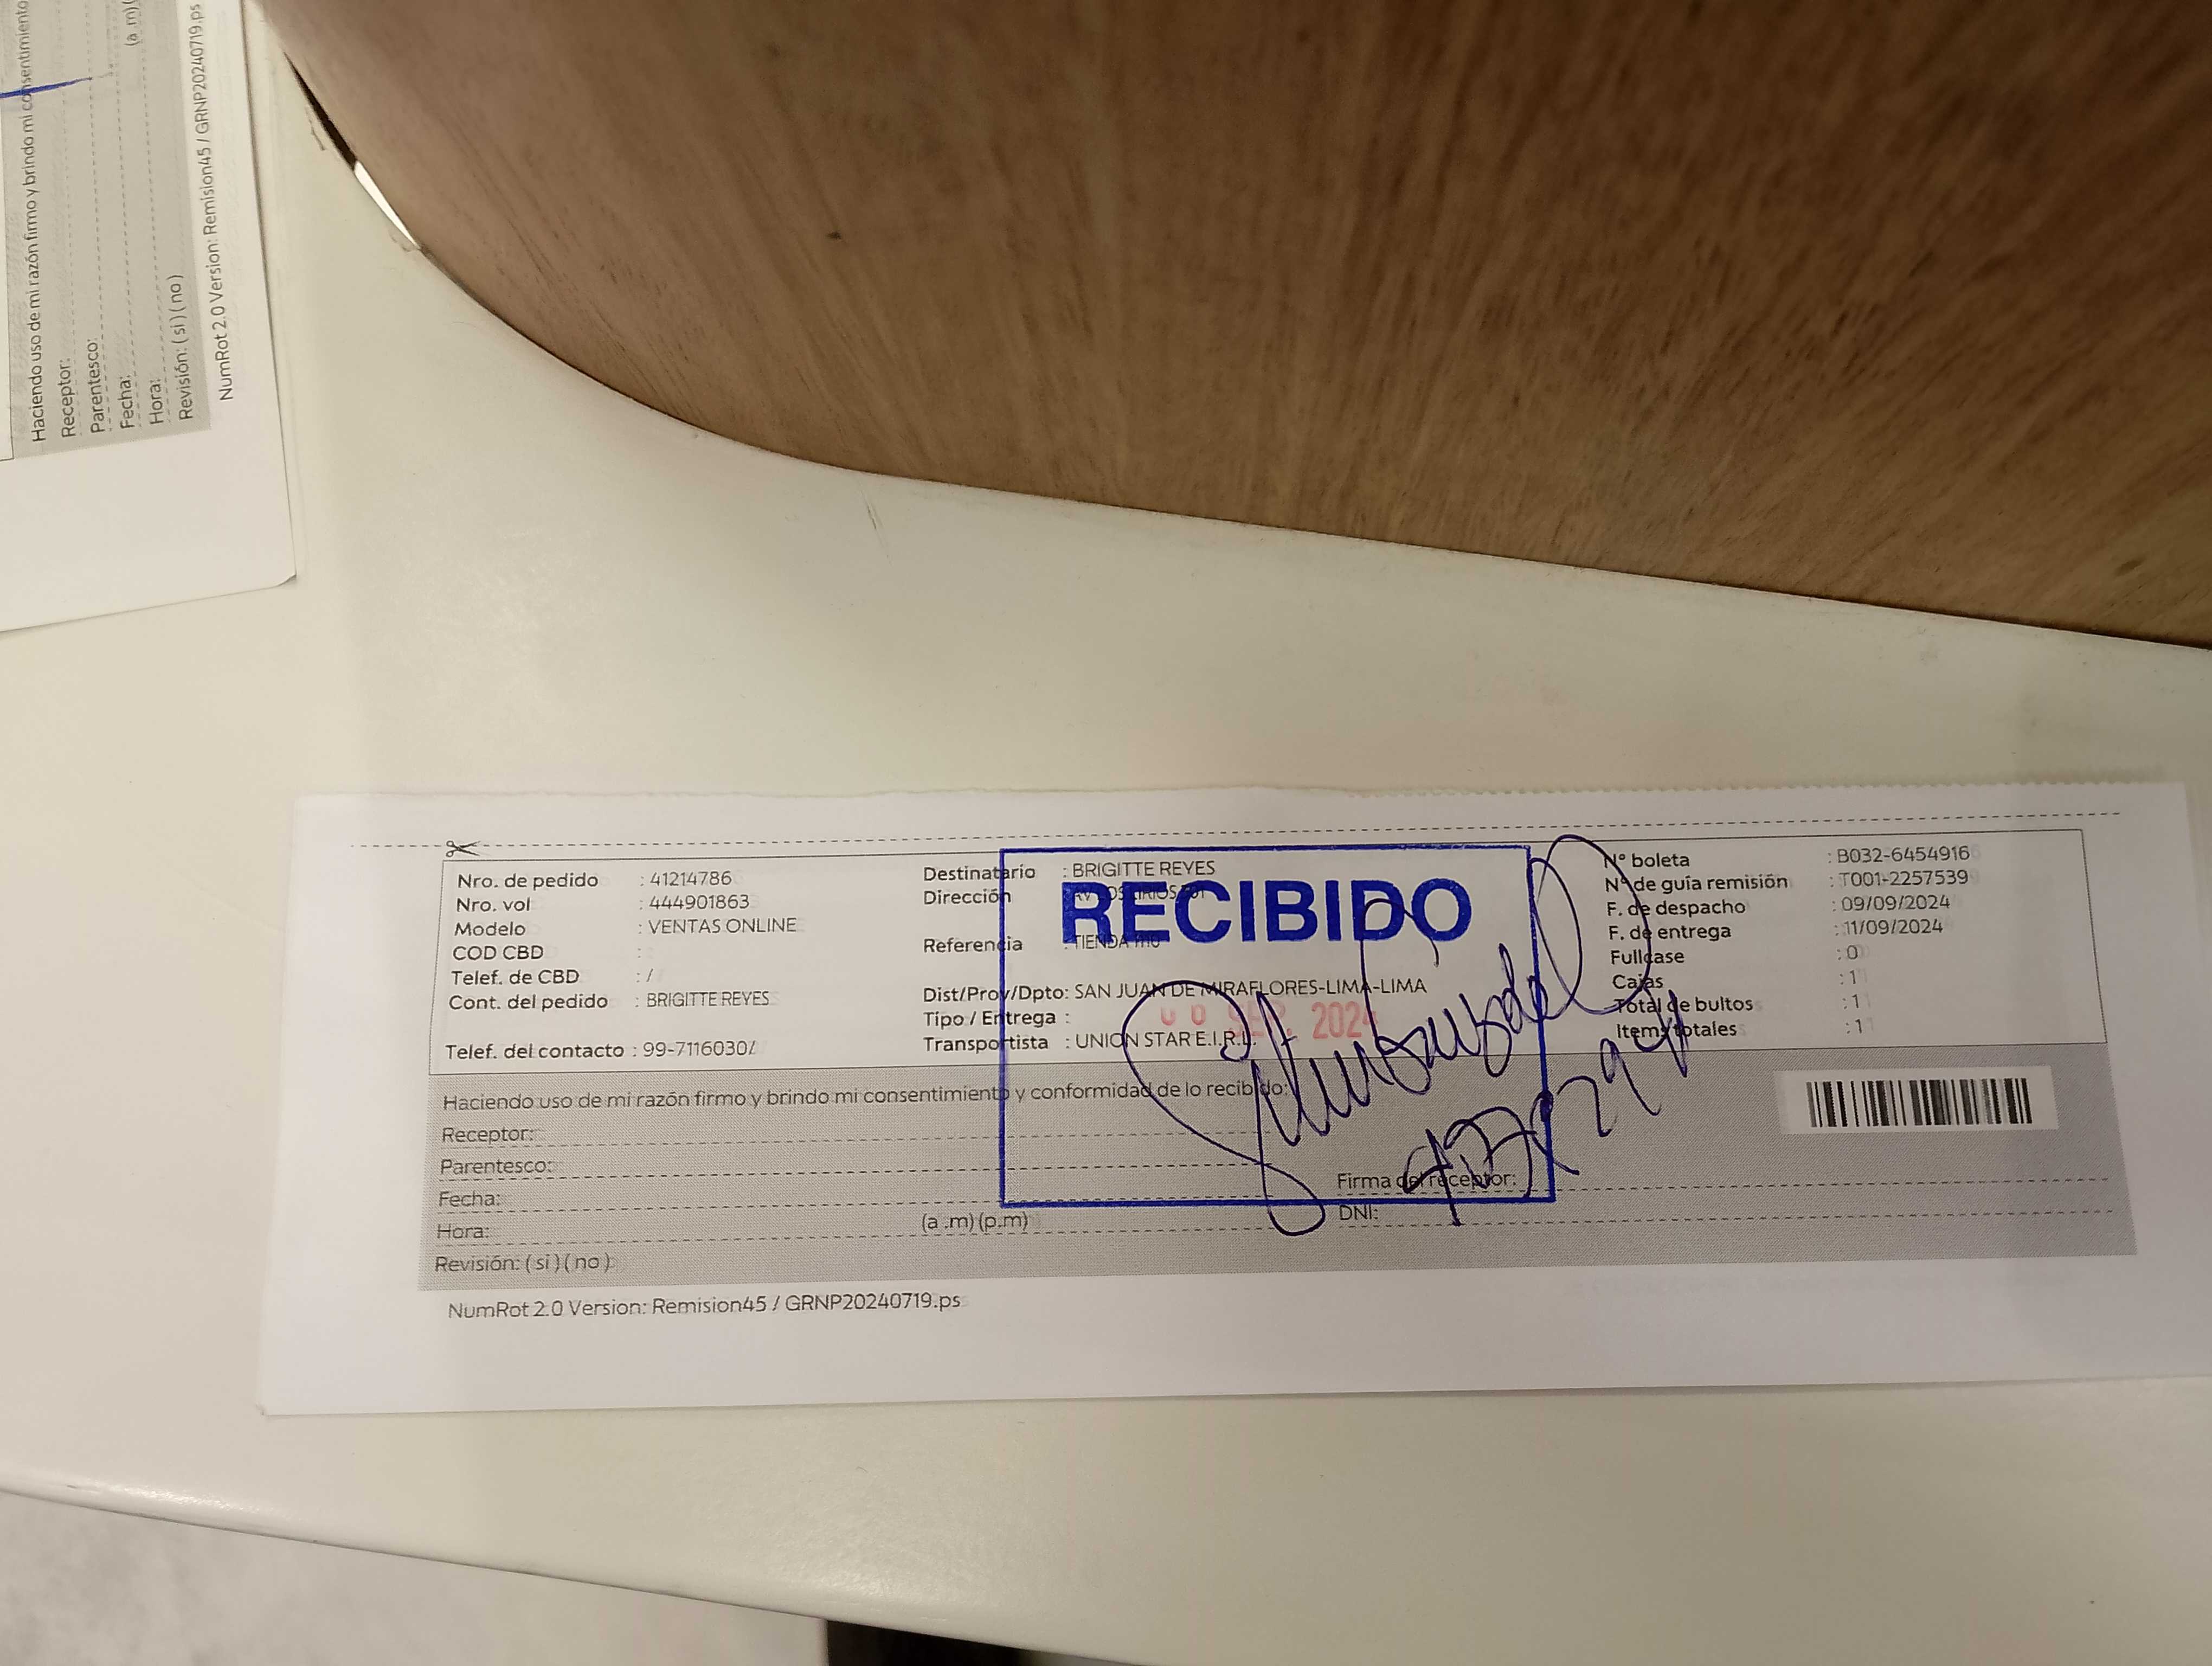 Haciendo uso de mi razón firmo y brindo mi consentimiento
Receptor:
Parentesco:
Fecha:
Hora: (a .m)(
Revisión: ( si ) ( no )
NumRot 2.0 Version: Remision45 / GRNP20240719.ps
Nro. de pedido : 41214786
Nro. vol : 444901863
Modelo : VENTAS ONLINE
COD CBD :
Telef. de CBD : /
Cont. del pedido : BRIGITTE REYES
Telef. del contacto : 99-7116030/
Destinatario : BRIGITTE REYES
Dirección
RECIBIDO
Referencia : TIENDA
Dist/Prov/Dpto: SAN JUAN DE MIRAFLORES-LIMA-LIMA
Tipo / Entrega :
SEP. 2024
Transportista : UNION STAR E.I.R.L.
N° boleta : B032-6454916
N° de guía remisión : T001-2257539
F. de despacho : 09/09/2024
F. de entrega : 11/09/2024
Fullcase : 0
Cajas : 1
Total de bultos : 1
Items totales : 1
Haciendo uso de mi razón firmo y brindo mi consentimiento y conformidad de lo recibido:
Receptor:
Parentesco:
Fecha:
Firma del receptor:
Hora: (a .m) (p.m)
DNI:
Revisión: ( si ) ( no )
NumRot 2.0 Version: Remision45 / GRNP20240719.ps